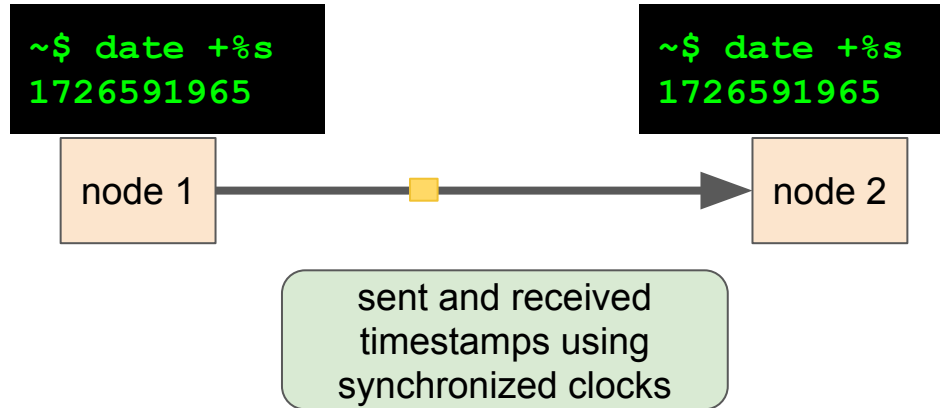 ~$ date +%s
1726591965
~$ date +%s
1726591965
node 1
node 2
sent and received
timestamps using
synchronized clocks